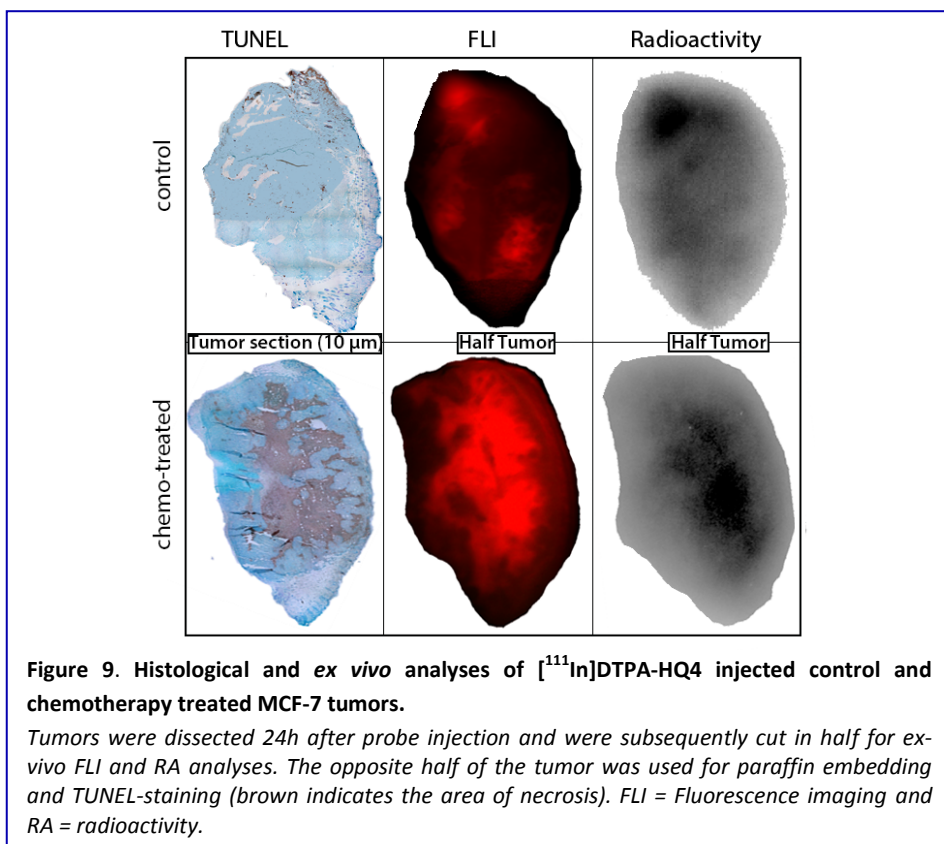 TUNEL FLI Radioactivity
control
Tumor section (10 µm) Half Tumor Half Tumor
chemo-treated
Figure 9. Histological and ex vivo analyses of [¹¹¹In]DTPA-HQ4 injected control and
chemotherapy treated MCF-7 tumors.
Tumors were dissected 24h after probe injection and were subsequently cut in half for ex-
vivo FLI and RA analyses. The opposite half of the tumor was used for paraffin embedding
and TUNEL-staining (brown indicates the area of necrosis). FLI = Fluorescence imaging and
RA = radioactivity.